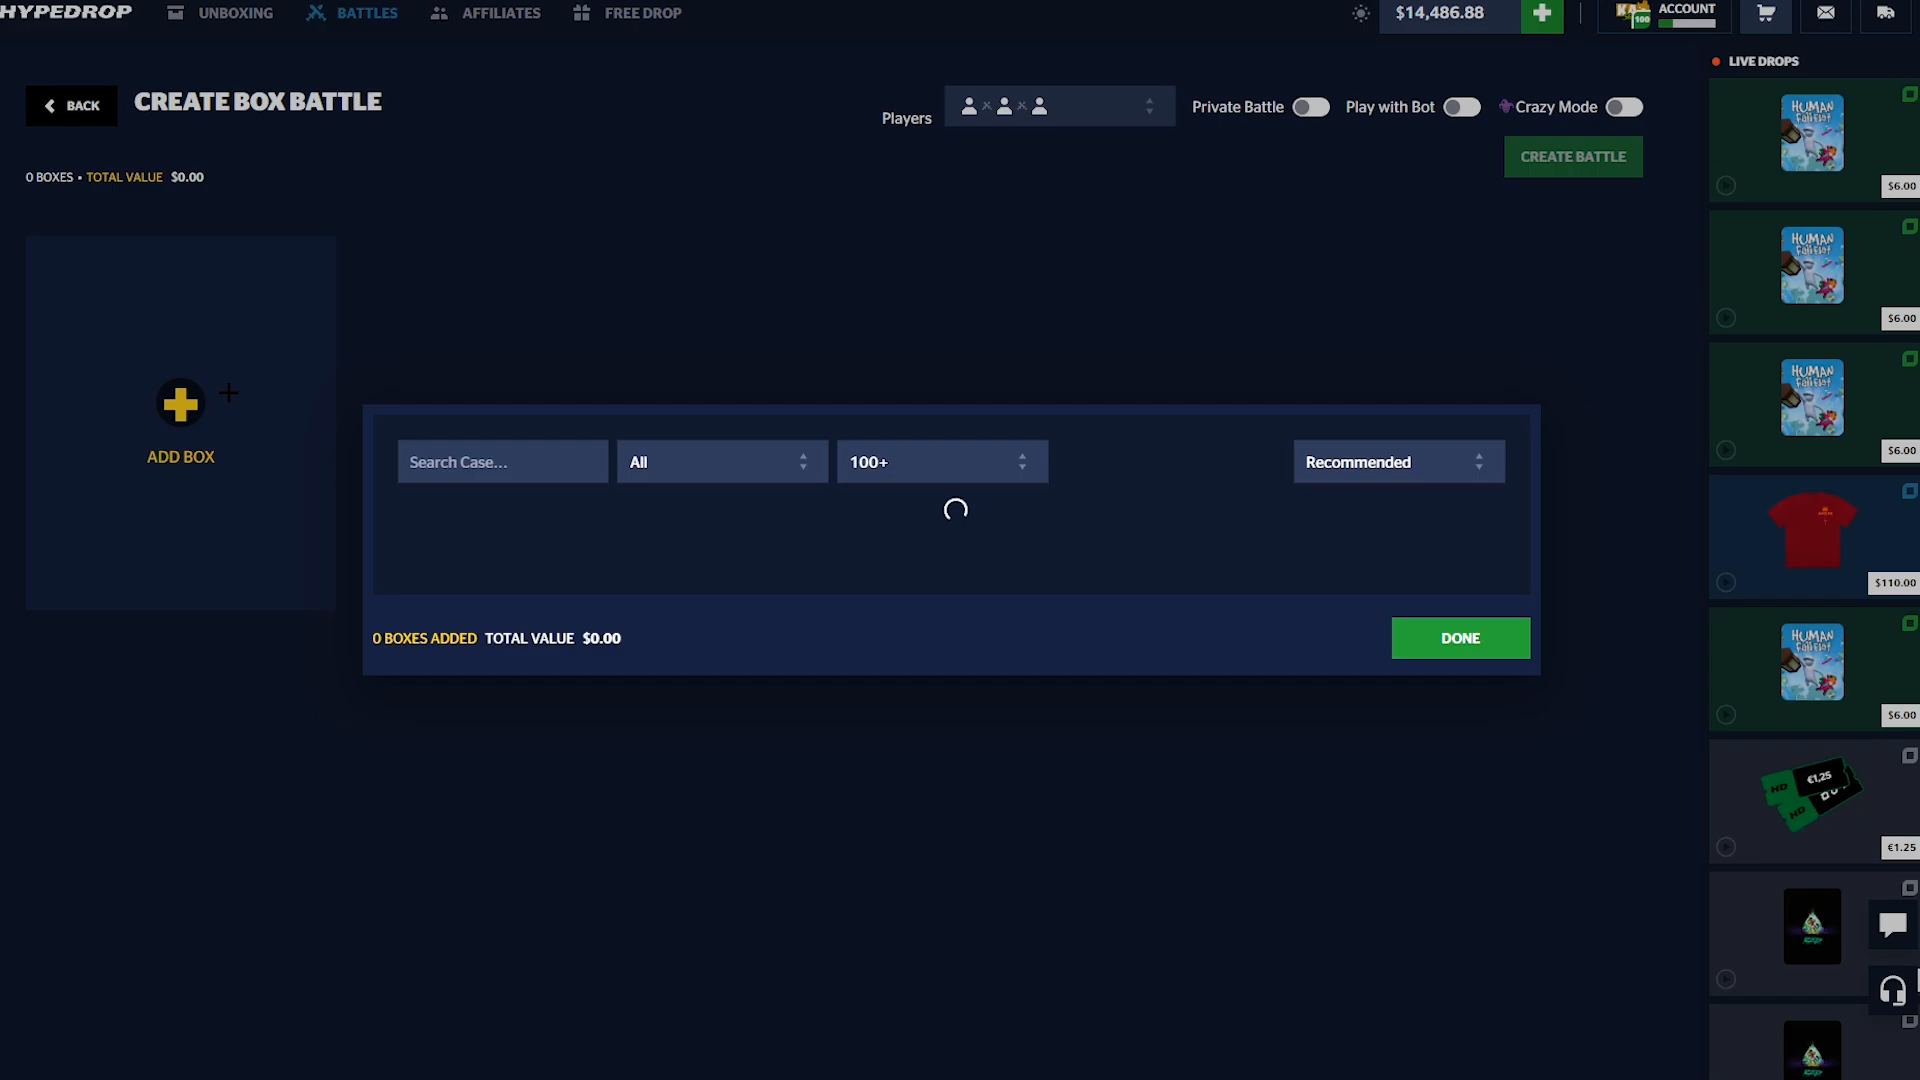 HYPEDROP
UNBOXING
BATTLES
AFFILIATES
FREE DROP
$14,486.88
100
ACCOUNT
LIVE DROPS
BACK
CREATE BOX BATTLE
Players
Private Battle
Play with Bot
Crazy Mode
CREATE BATTLE
0 BOXES • TOTAL VALUE $0.00
ADD BOX
Search Case...
All
100+
Recommended
0 BOXES ADDED TOTAL VALUE $0.00
DONE
HUMAN
Fall Flat
$6.00
HUMAN
Fall Flat
$6.00
HUMAN
Fall Flat
$6.00
$110.00
HUMAN
Fall Flat
$6.00
€1,25
HD
HD
€1.25